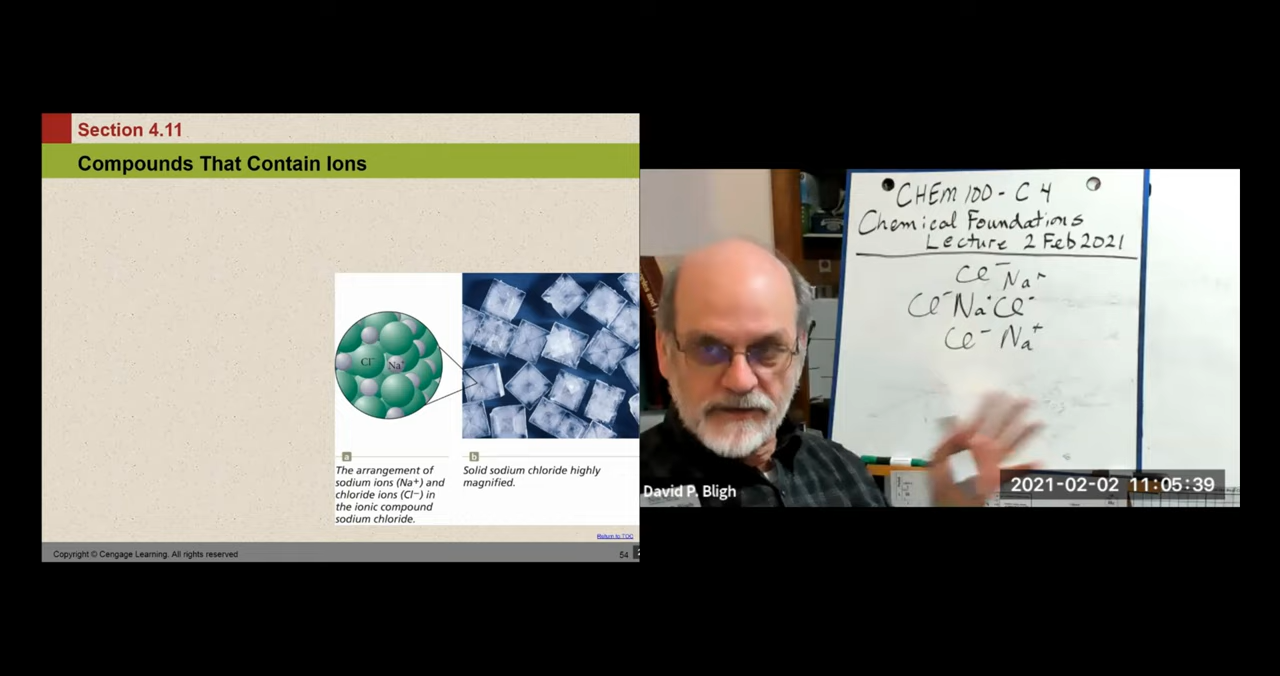 Section 4.11
Compounds That Contain Ions
Cl⁻
Na⁺
a
The arrangement of
sodium ions (Na+) and
chloride ions (Cl−) in
the ionic compound
sodium chloride.
b
Solid sodium chloride highly
magnified.
Return to TOC
Copyright © Cengage Learning. All rights reserved
54
CHEM 100 - C 4
Chemical Foundations
Lecture 2 Feb 2021
Cl⁻ Na⁺
Cl⁻ Na⁺ Cl⁻
Cl⁻ Na⁺
David P. Bligh
2021-02-02 11:05:39